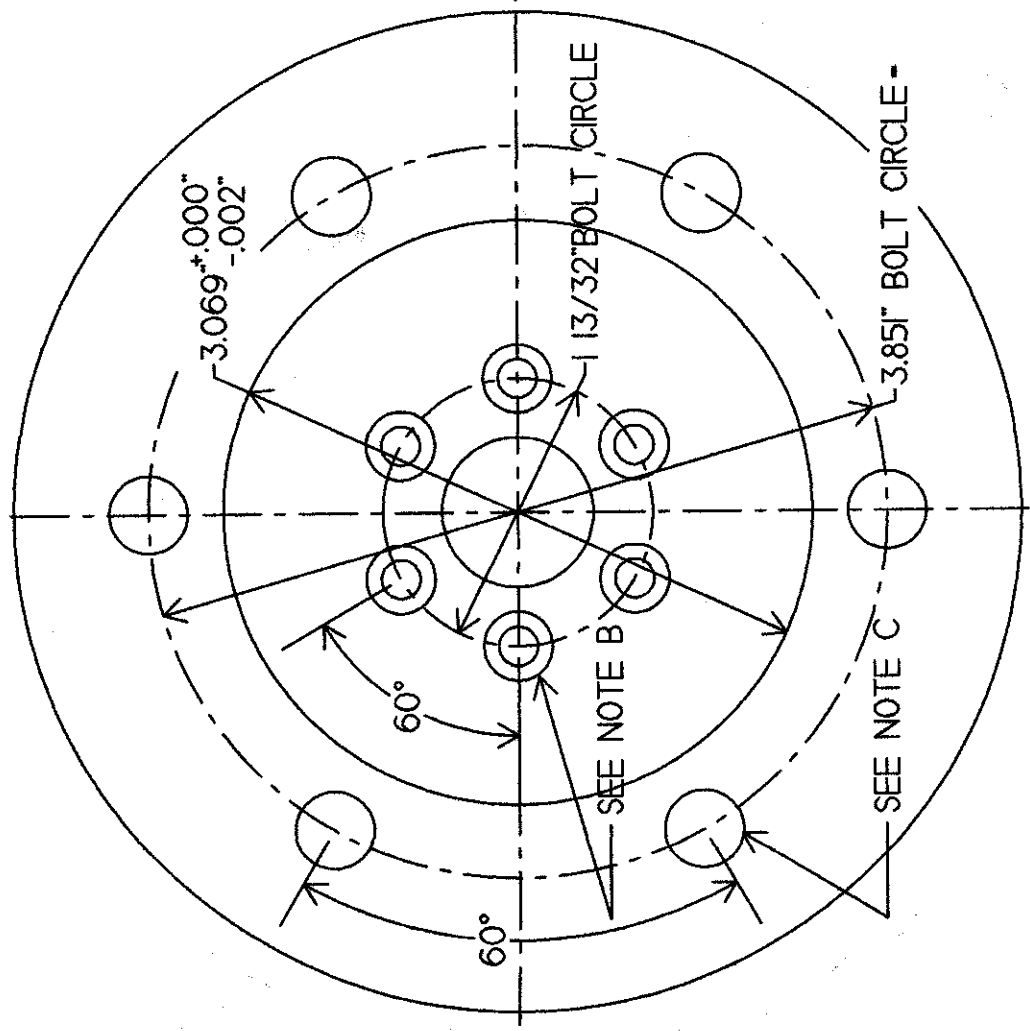 3.069" +.000"
-.002"
1 13/32" BOLT CIRCLE
3.851" BOLT CIRCLE
60°
60°
SEE NOTE B
SEE NOTE C